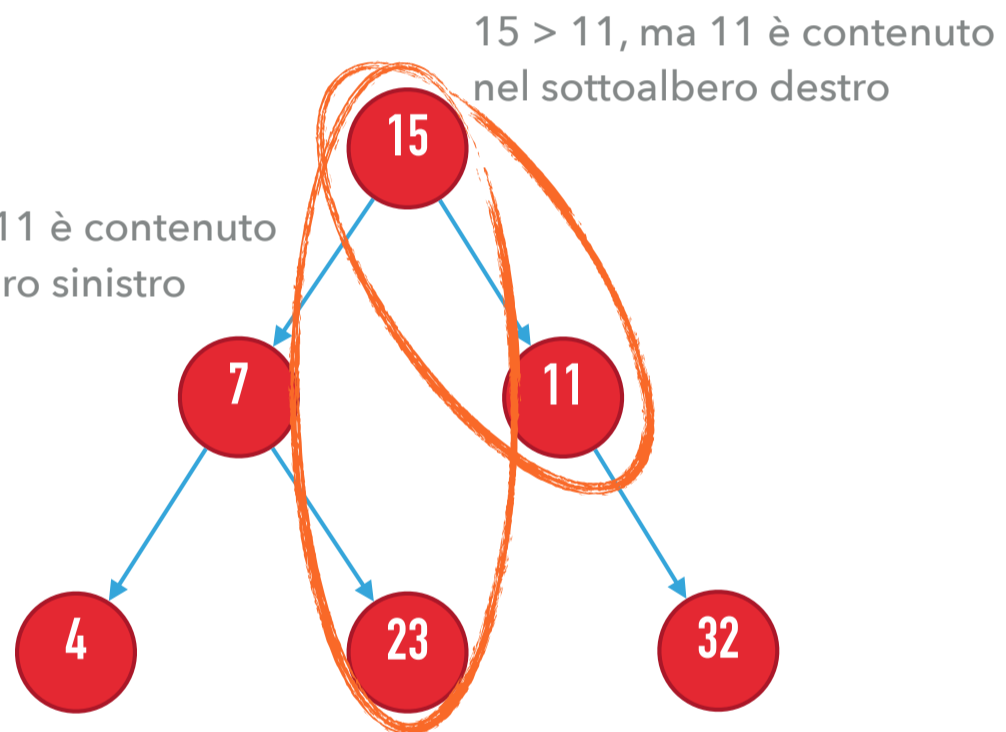 15 > 11, ma 11 è contenuto
nel sottoalbero destro
15
11 è contenuto
ro sinistro
7
11
4
23
32